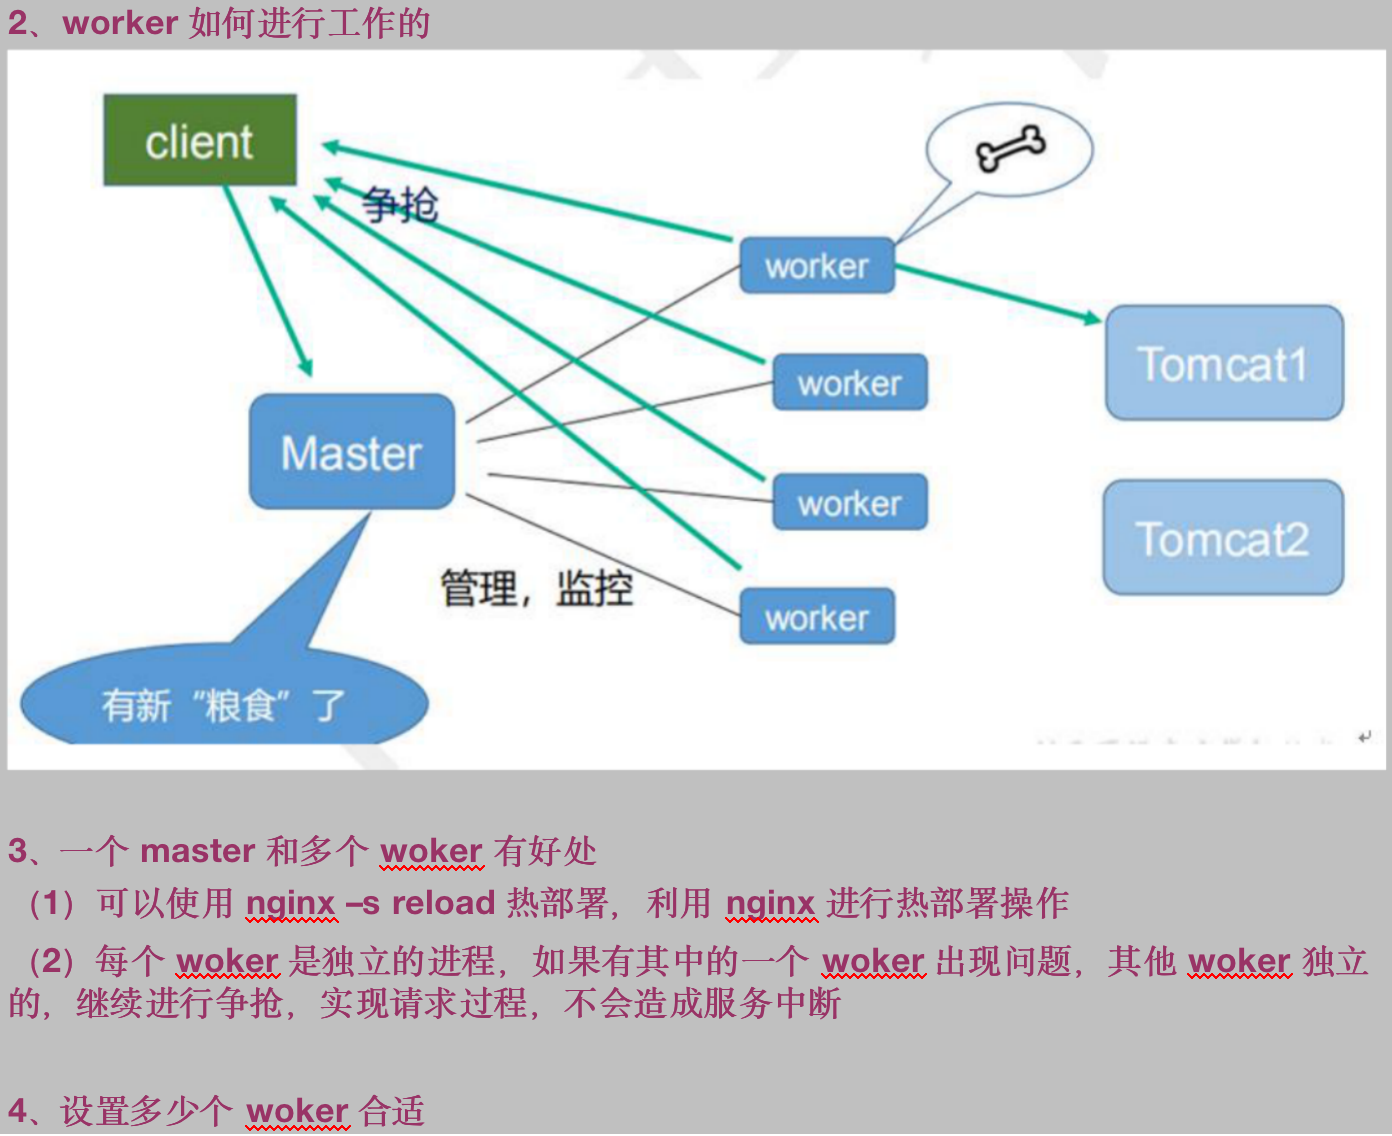 2、worker 如何进行工作的
client
争抢
worker
worker
Tomcat1
Master
worker
Tomcat2
管理，监控
worker
有新“粮食”了
3、一个 master 和多个 woker 有好处
（1）可以使用 nginx –s reload 热部署，利用 nginx 进行热部署操作
（2）每个 woker 是独立的进程，如果有其中的一个 woker 出现问题，其他 woker 独立
的，继续进行争抢，实现请求过程，不会造成服务中断
4、设置多少个 woker 合适